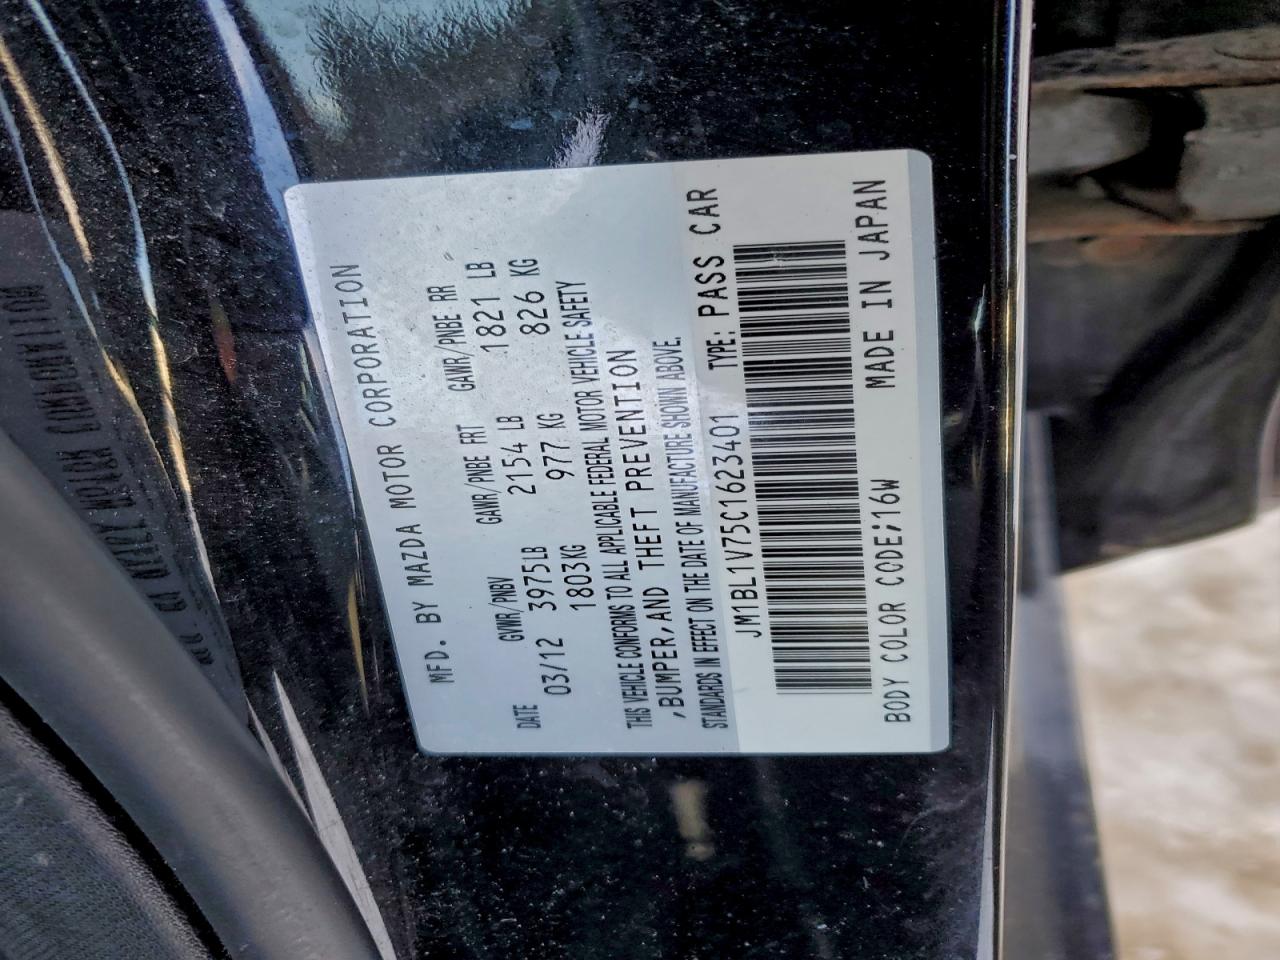 MFD. BY MAZDA MOTOR CORPORATION
GVWR/PNBV GAWR/PNBE FRT GAWR/PNBE RR
DATE 03/12 3975LB 2154 LB 1821 LB
1803KG 977 KG 826 KG
THIS VEHICLE CONFORMS TO ALL APPLICABLE FEDERAL MOTOR VEHICLE SAFETY
,BUMPER,AND THEFT PREVENTION
STANDARDS IN EFFECT ON THE DATE OF MANUFACTURE SHOWN ABOVE.
JM1BL1V75C1623401 TYPE: PASS CAR
BODY COLOR CODE;16W MADE IN JAPAN